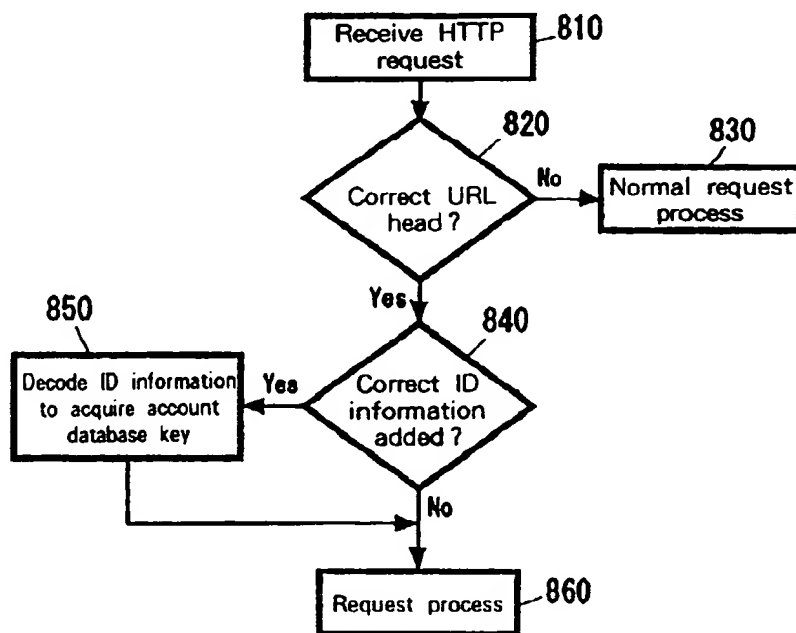 Receive HTTP
request
810
820
Correct URL
head?
No
830
Normal request
process
Yes
840
Correct ID
information
added?
Yes
850
Decode ID information
to acquire account
database key
No
Request process
860